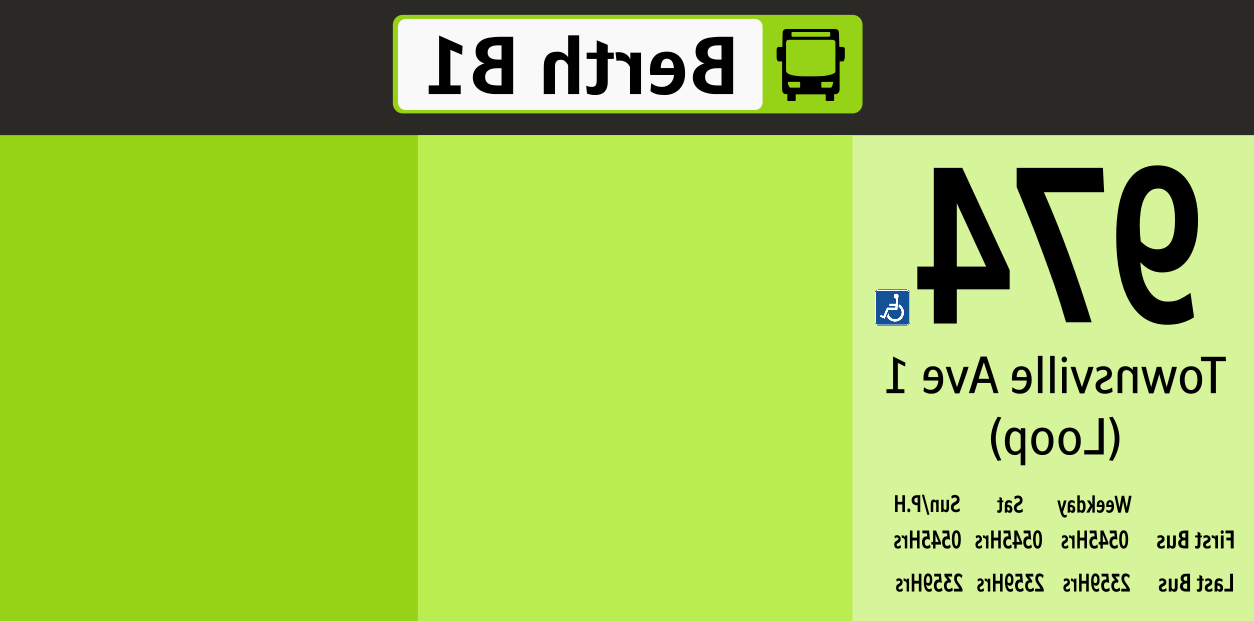 Berth B1
974
Townsville Ave 1
(Loop)
Weekday Sat Sun/P.H
First Bus 0545Hrs 0545Hrs 0545Hrs
Last Bus 2359Hrs 2359Hrs 2359Hrs